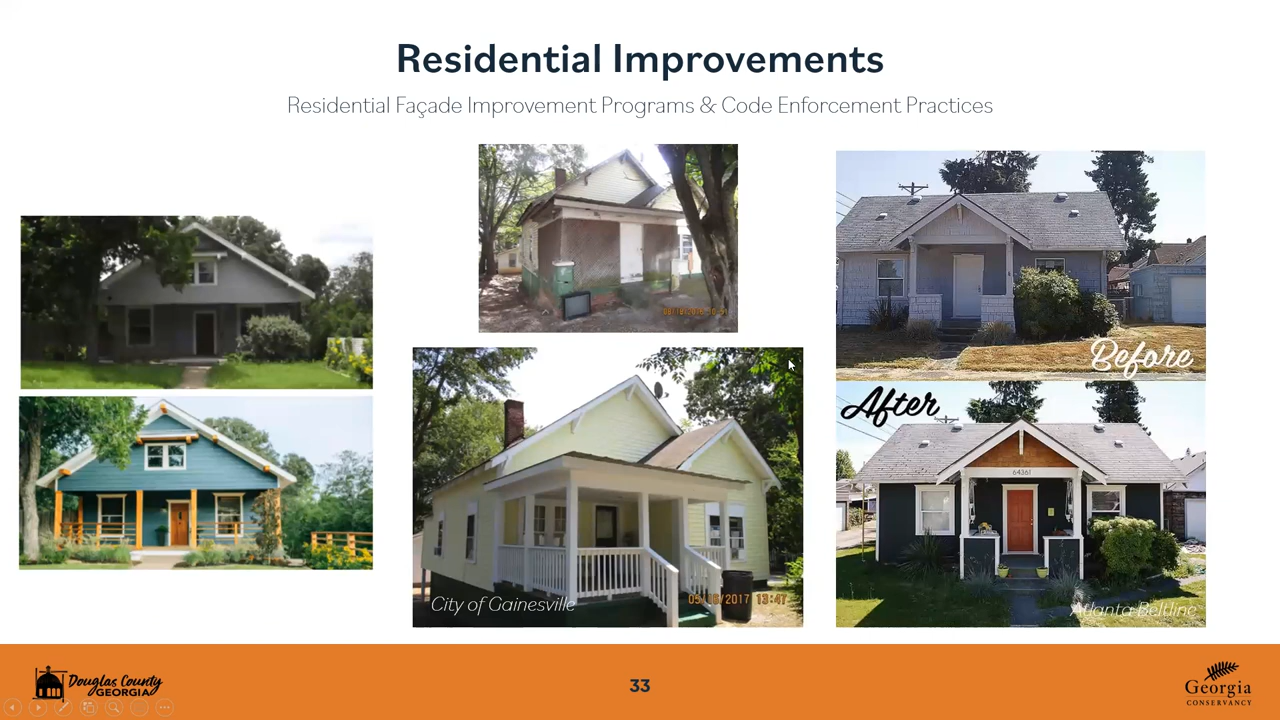 Residential Improvements
Residential Façade Improvement Programs & Code Enforcement Practices
Before
After
64361
City of Gainesville
05/16/2017 13:47
Atlanta Beltline
Douglas County
GEORGIA
33
Georgia
CONSERVANCY